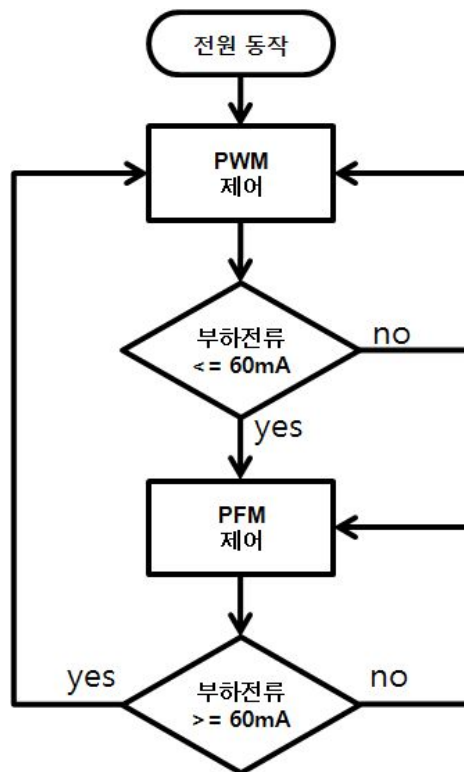 전원 동작
PWM
제어
부하전류
<= 60mA
no
yes
PFM
제어
yes
부하전류
>= 60mA
no